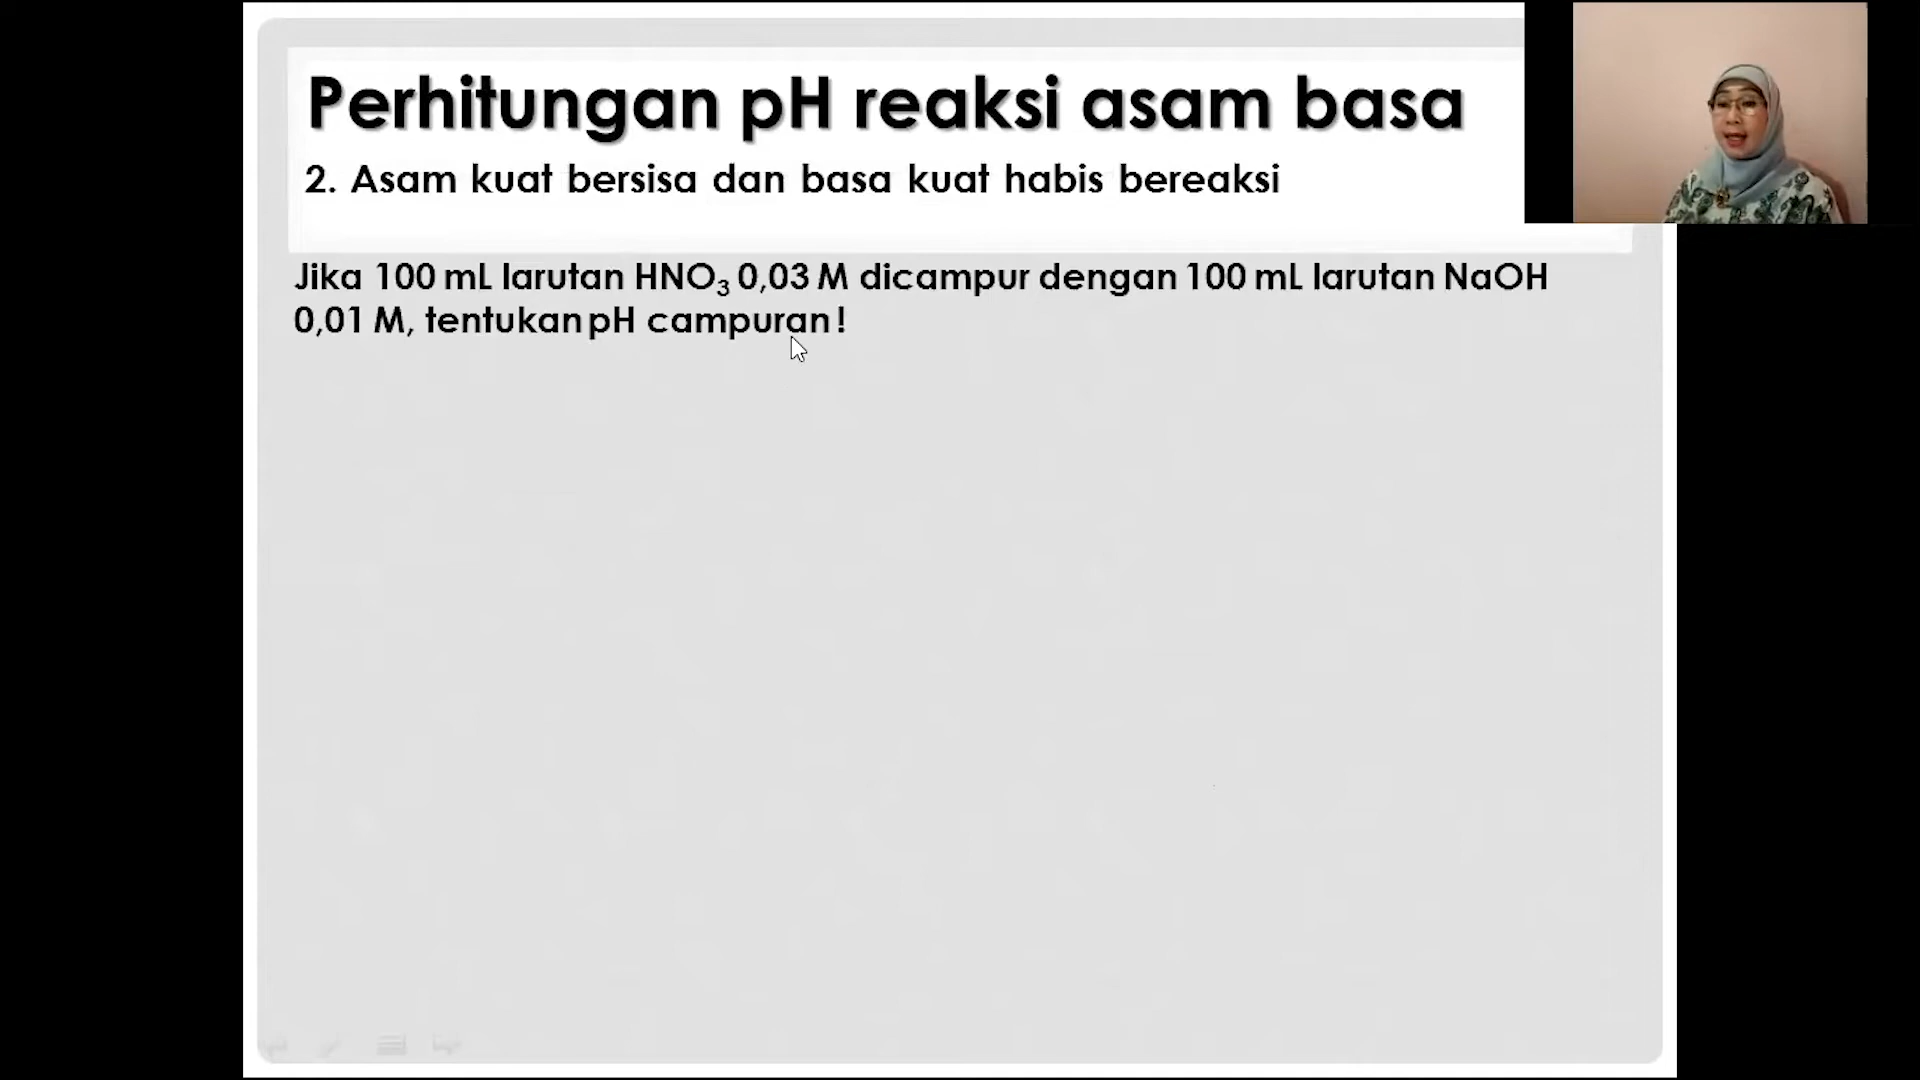 Perhitungan pH reaksi asam basa
2. Asam kuat bersisa dan basa kuat habis bereaksi
Jika 100 mL larutan HNO₃ 0,03 M dicampur dengan 100 mL larutan NaOH
0,01 M, tentukan pH campuran !